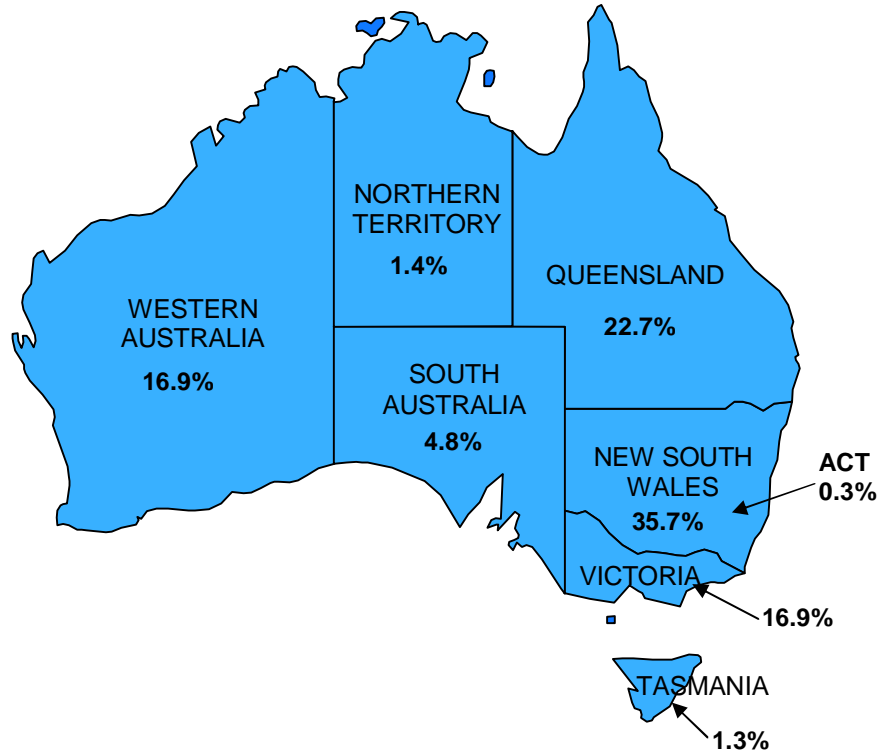 NORTHERN
TERRITORY
1.4%
QUEENSLAND
22.7%
WESTERN
AUSTRALIA
16.9%
SOUTH
AUSTRALIA
4.8%
NEW SOUTH
WALES
35.7%
ACT
0.3%
VICTORIA
16.9%
TASMANIA
1.3%